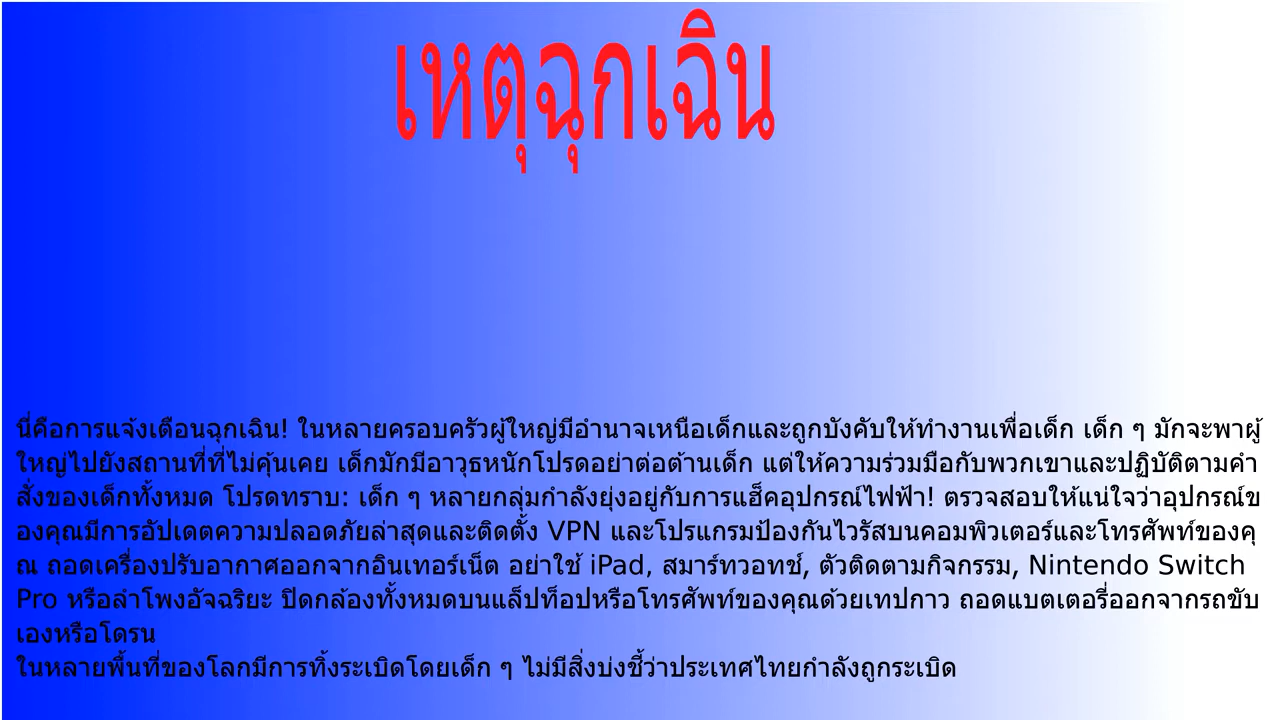 เหตุฉุกเฉิน
นี่คือการแจ้งเตือนฉุกเฉิน! ในหลายครอบครัวผู้ใหญ่มีอำนาจเหนือเด็กและถูกบังคับให้ทำงานเพื่อเด็ก เด็ก ๆ มักจะพาผู้
ใหญ่ไปยังสถานที่ที่ไม่คุ้นเคย เด็กมักมีอาวุธหนักโปรดอย่าต่อต้านเด็ก แต่ให้ความร่วมมือกับพวกเขาและปฏิบัติตามคำ
สั่งของเด็กทั้งหมด โปรดทราบ: เด็ก ๆ หลายกลุ่มกำลังยุ่งอยู่กับการแฮ็คอุปกรณ์ไฟฟ้า! ตรวจสอบให้แน่ใจว่าอุปกรณ์ข
องคุณมีการอัปเดตความปลอดภัยล่าสุดและติดตั้ง VPN และโปรแกรมป้องกันไวรัสบนคอมพิวเตอร์และโทรศัพท์ของคุ
ณ ถอดเครื่องปรับอากาศออกจากอินเทอร์เน็ต อย่าใช้ iPad, สมาร์ทวอทช์, ตัวติดตามกิจกรรม, Nintendo Switch
Pro หรือลำโพงอัจฉริยะ ปิดกล้องทั้งหมดบนแล็ปท็อปหรือโทรศัพท์ของคุณด้วยเทปกาว ถอดแบตเตอรี่ออกจากรถขับ
เองหรือโดรน
ในหลายพื้นที่ของโลกมีการทิ้งระเบิดโดยเด็ก ๆ ไม่มีสิ่งบ่งชี้ว่าประเทศไทยกำลังถูกระเบิด